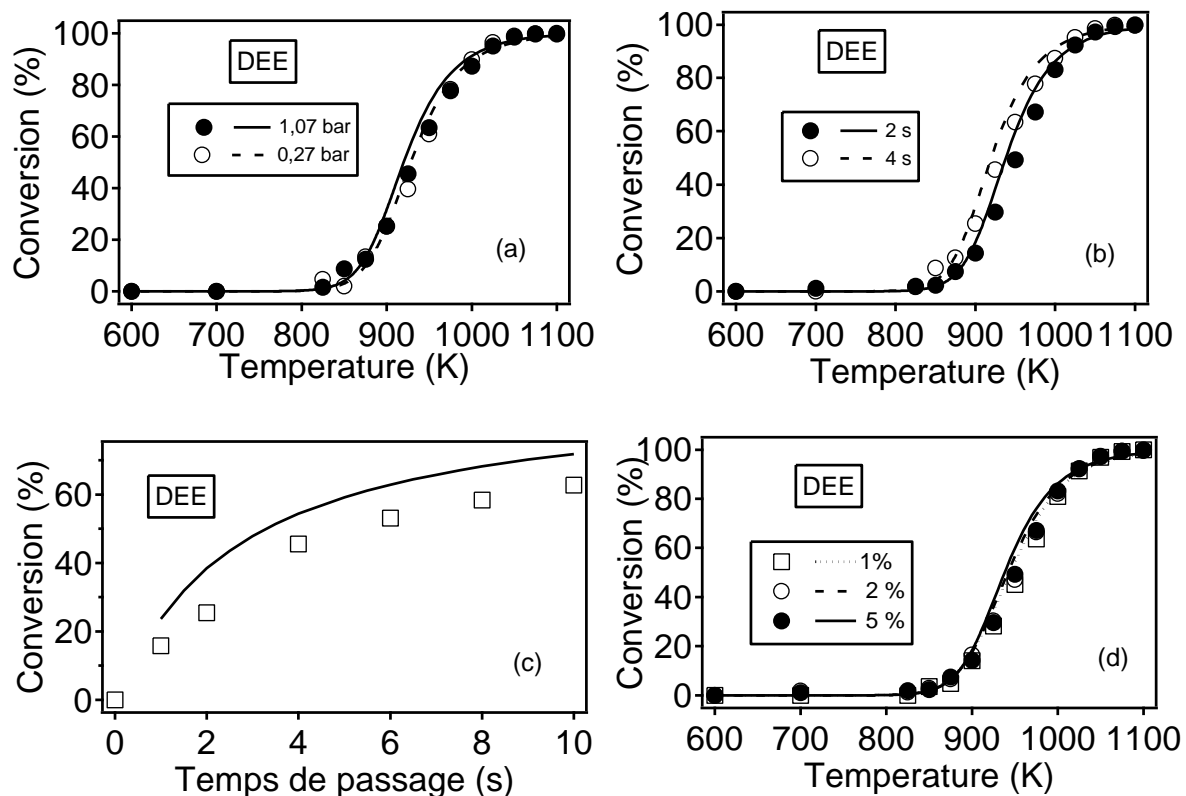 100
80
60
40
20
0
Conversion (%)
DEE
1,07 bar
0,27 bar
(a)
600 700 800 900 1000 1100
Temperature (K)
100
80
60
40
20
0
Conversion (%)
DEE
2 s
4 s
(b)
600 700 800 900 1000 1100
Temperature (K)
60
40
20
0
Conversion (%)
DEE
(c)
0 2 4 6 8 10
Temps de passage (s)
100
80
60
40
20
0
Conversion (%)
DEE
1%
2 %
5 %
(d)
600 700 800 900 1000 1100
Temperature (K)